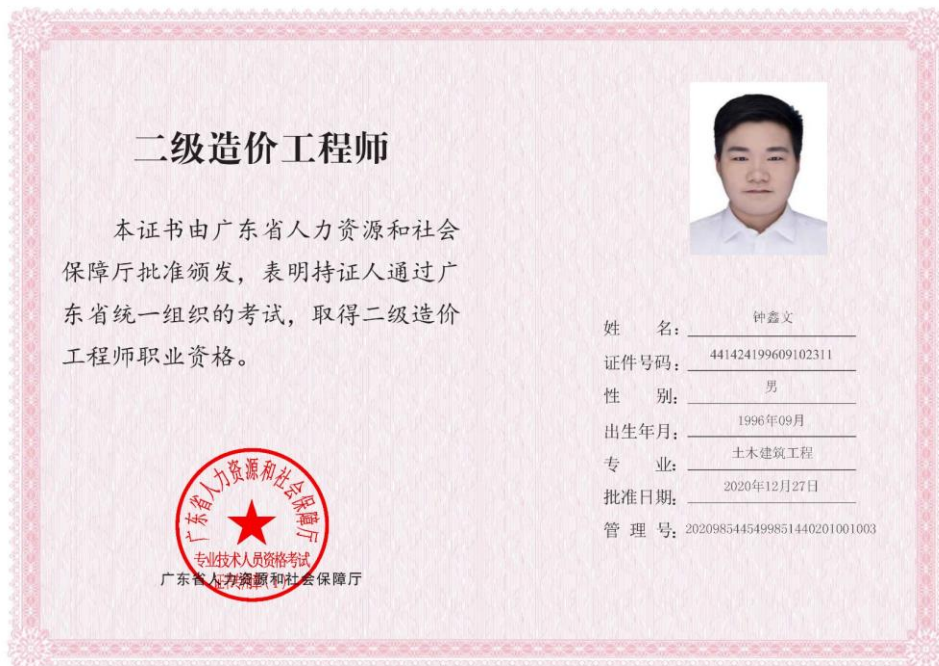 二级造价工程师
本证书由广东省人力资源和社会
保障厅批准颁发，表明持证人通过广
东省统一组织的考试，取得二级造价
工程师职业资格。
广东省人力资源和社会保障厅
专业技术人员资格考试
广东省人力资源和社会保障厅
姓 名：钟鑫文
证件号码：441424199609102311
性 别：男
出生年月：1996年09月
专 业：土木建筑工程
批准日期：2020年12月27日
管 理 号：2020985445499851440201001003